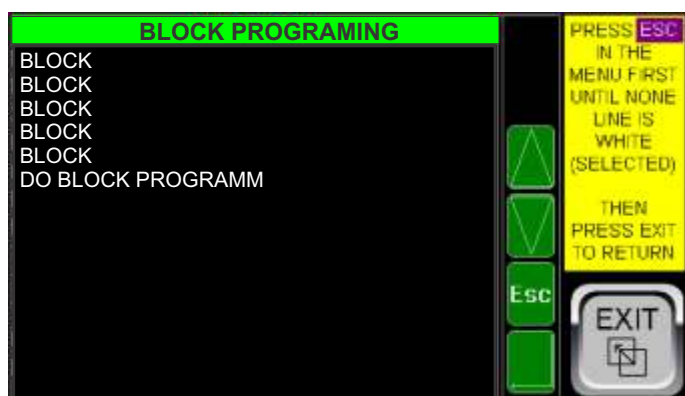 BLOCK PROGRAMING
BLOCK
BLOCK
BLOCK
BLOCK
BLOCK
DO BLOCK PROGRAMM
Esc
PRESS ESC
IN THE
MENU FIRST
UNTIL NONE
LINE IS
WHITE
(SELECTED)
THEN
PRESS EXIT
TO RETURN
EXIT